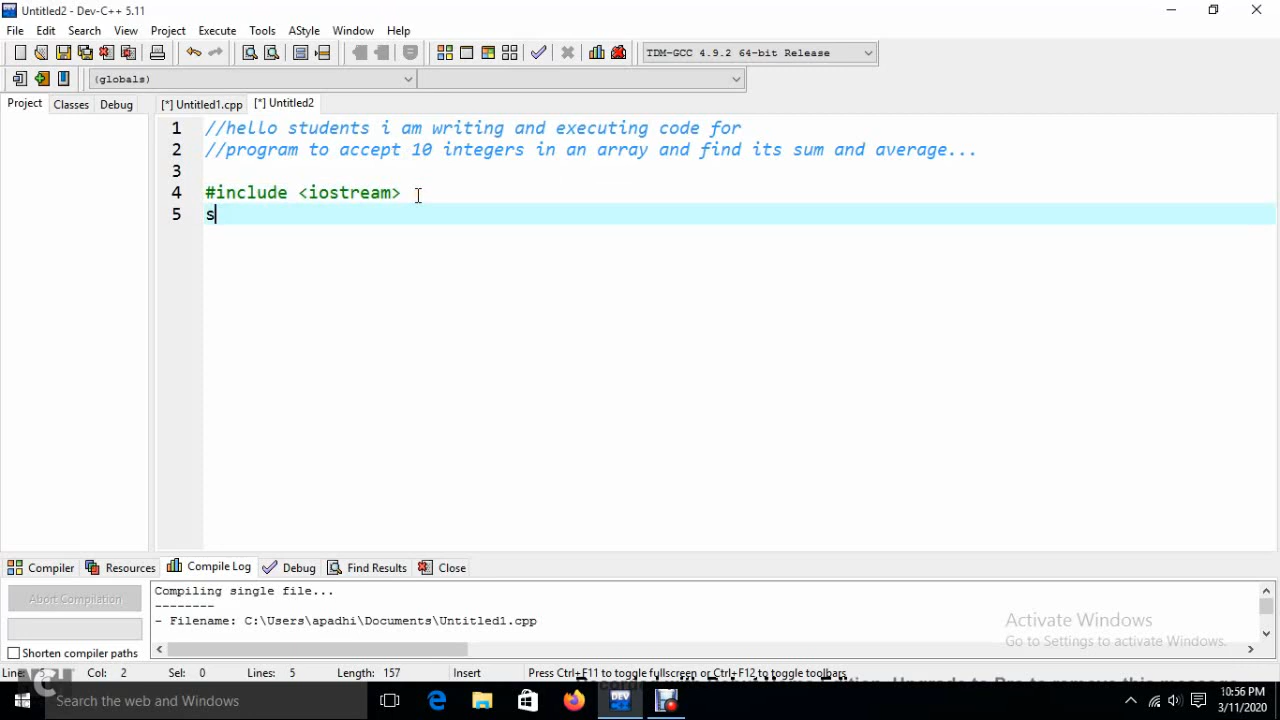 Untitled2 - Dev-C++ 5.11
File Edit Search View Project Execute Tools AStyle Window Help
TDM-GCC 4.9.2 64-bit Release
(globals)
Project Classes Debug [*] Untitled1.cpp [*] Untitled2
1 //hello students i am writing and executing code for
2 //program to accept 10 integers in an array and find its sum and average...
3
4 #include <iostream>
5 s
Compiler Resources Compile Log Debug Find Results Close
Abort Compilation
Shorten compiler paths
Compiling single file...
--------
- Filename: C:\Users\apadhi\Documents\Untitled1.cpp
Activate Windows
Go to Settings to activate Windows.
Line: Col: 2 Sel: 0 Lines: 5 Length: 157 Insert Press Ctrl+F11 to toggle fullscreen or Ctrl+F12 to toggle toolbars
Search the web and Windows
10:56 PM
3/11/2020